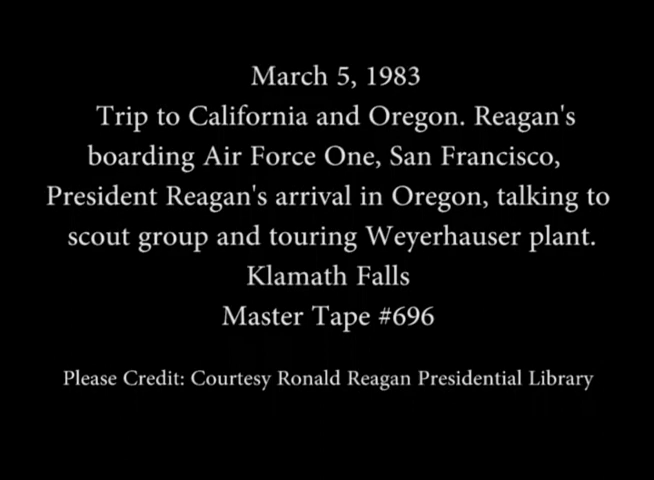 March 5, 1983
Trip to California and Oregon. Reagan's
boarding Air Force One, San Francisco,
President Reagan's arrival in Oregon, talking to
scout group and touring Weyerhauser plant.
Klamath Falls
Master Tape #696
Please Credit: Courtesy Ronald Reagan Presidential Library